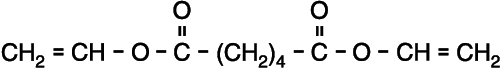 O O
CH₂ = CH – O – C – (CH₂)₄ – C – O – CH = CH₂